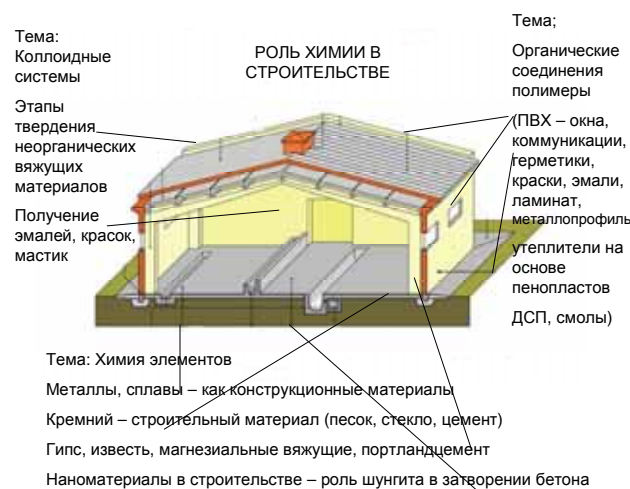 Тема:
Коллоидные
системы
Этапы
твердения
неорганических
вяжущих
материалов
Получение
эмалей, красок,
мастик
РОЛЬ ХИМИИ В
СТРОИТЕЛЬСТВЕ
Тема;
Органические
соединения
полимеры
(ПВХ – окна,
коммуникации,
герметики,
краски, эмали,
ламинат,
металлопрофиль
утеплители на
основе
пенопластов
ДСП, смолы)
Тема: Химия элементов
Металлы, сплавы – как конструкционные материалы
Кремний – строительный материал (песок, стекло, цемент)
Гипс, известь, магнезиальные вяжущие, портландцемент
Наноматериалы в строительстве – роль шунгита в затворении бетона